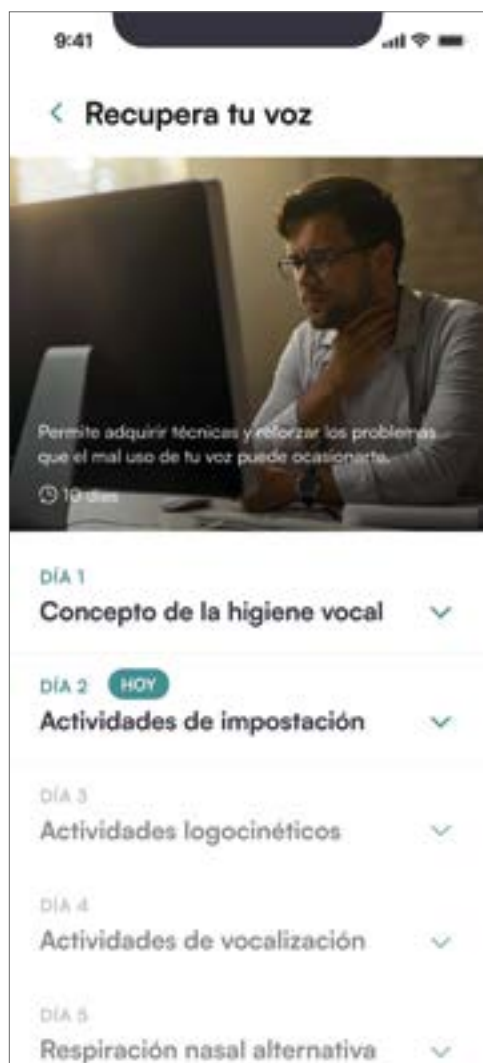 9:41
Recupera tu voz
Permite adquirir técnicas y reforzar los problemas
que el mal uso de tu voz puede ocasionarte.
10 días
DÍA 1
Concepto de la higiene vocal
DÍA 2 HOY
Actividades de impostación
DÍA 3
Actividades logocinéticos
DÍA 4
Actividades de vocalización
DÍA 5
Respiración nasal alternativa